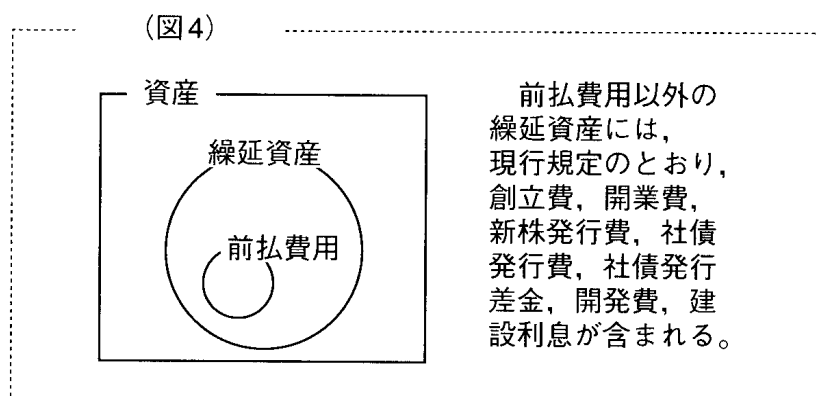 (図4)
資産
繰延資産
前払費用
前払費用以外の
繰延資産には，
現行規定のとおり，
創立費，開業費，
新株発行費，社債
発行費，社債発行
差金，開発費，建
設利息が含まれる。